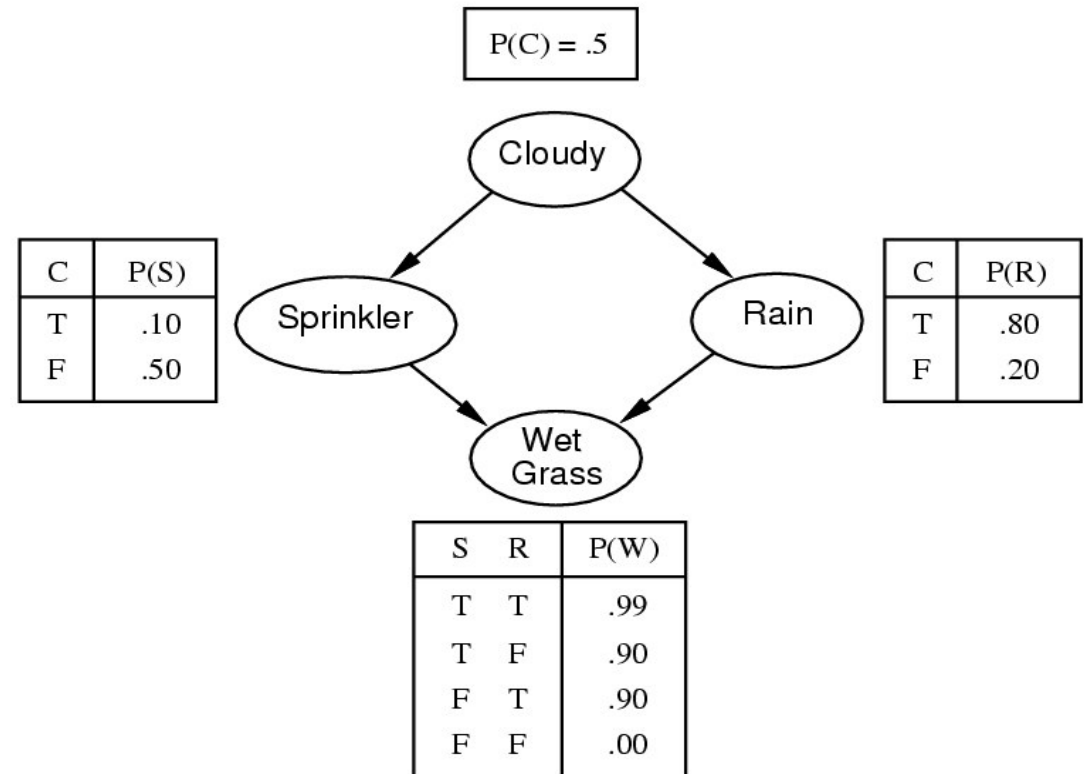 P(C) = .5
Cloudy
C P(S)
T .10
F .50
Sprinkler
Rain
C P(R)
T .80
F .20
Wet
Grass
S R P(W)
T T .99
T F .90
F T .90
F F .00